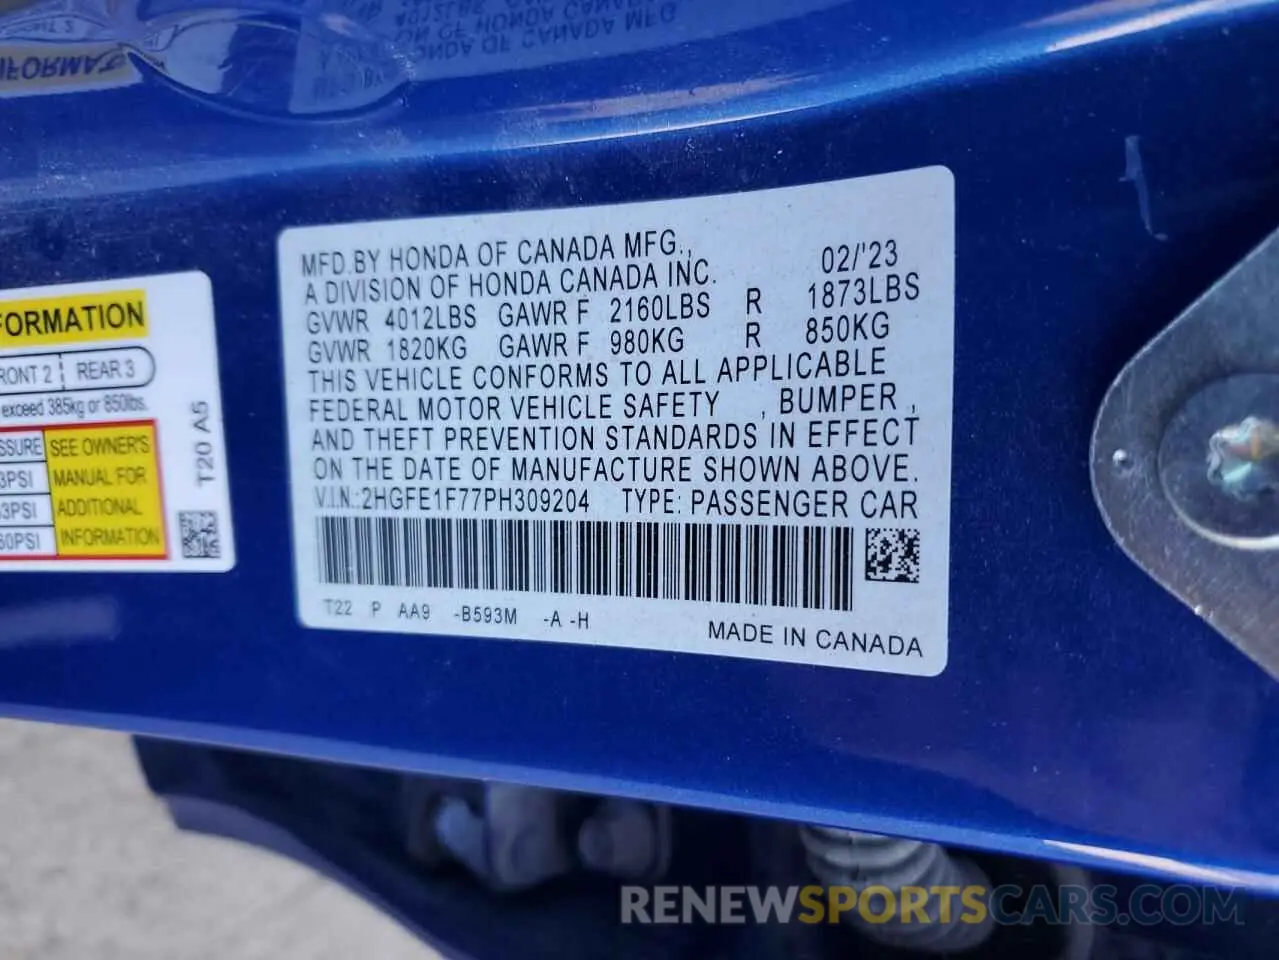 MFD.BY HONDA OF CANADA MFG., 02/'23
A DIVISION OF HONDA CANADA INC.
GVWR 4012LBS GAWR F 2160LBS R 1873LBS
GVWR 1820KG GAWR F 980KG R 850KG
THIS VEHICLE CONFORMS TO ALL APPLICABLE
FEDERAL MOTOR VEHICLE SAFETY , BUMPER ,
AND THEFT PREVENTION STANDARDS IN EFFECT
ON THE DATE OF MANUFACTURE SHOWN ABOVE.
V.I.N.:2HGFE1F77PH309204 TYPE: PASSENGER CAR
T22 P AA9 -B593M -A -H
MADE IN CANADA
FORMATION
RONT 2 REAR 3
exceed 385kg or 850lbs.
SSURE SEE OWNER'S
3PSI MANUAL FOR
3PSI ADDITIONAL
60PSI INFORMATION
T20 A5
RENEWSPORTSCARS.COM